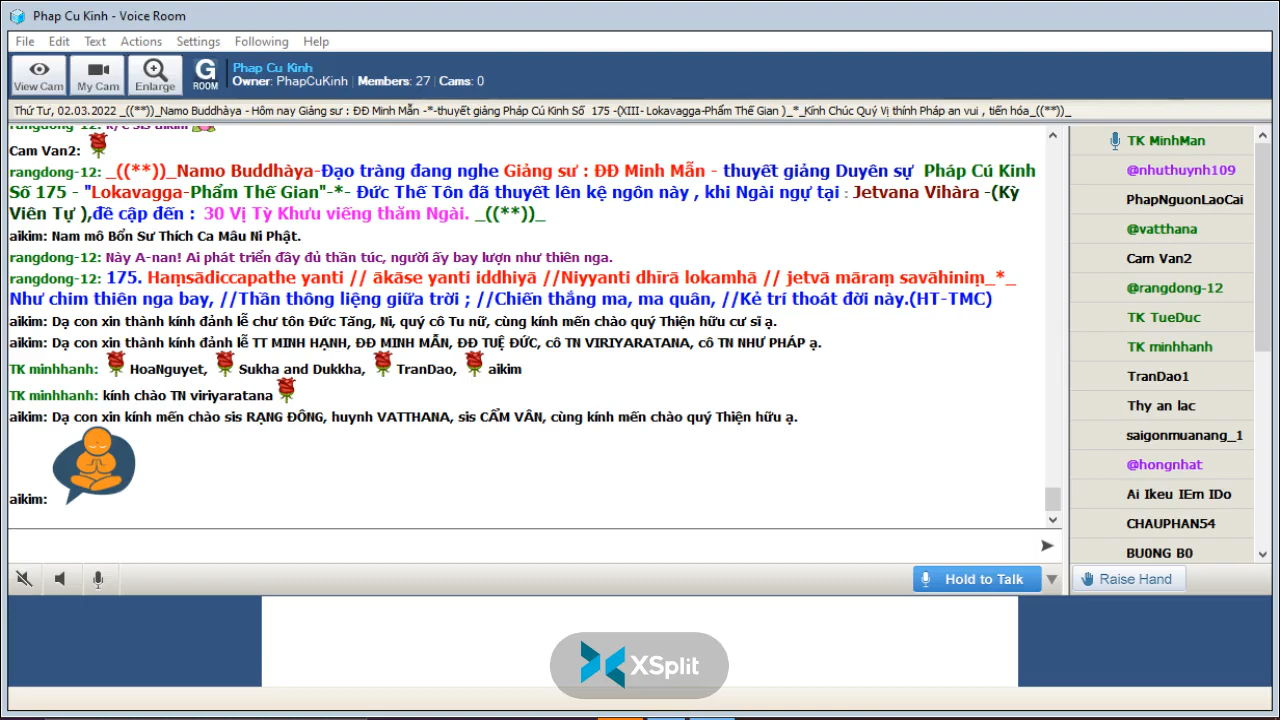 Phap Cu Kinh - Voice Room
File Edit Text Actions Settings Following Help
View Cam My Cam Enlarge G ROOM
Phap Cu Kinh
Owner: PhapCuKinh | Members: 27 | Cams: 0
Thứ Tư, 02.03.2022 _((**))_Namo Buddhàya - Hôm nay Giảng sư : ĐĐ Minh Mẫn -*-thuyết giảng Pháp Cú Kinh Số 175 -(XIII- Lokavagga-Phẩm Thế Gian )_*_Kính Chúc Quý Vị thính Pháp an vui , tiến hóa_((**))_
rangdong-12: k/c sis aikim
Cam Van2:
rangdong-12: _((**))_Namo Buddhàya-Đạo tràng đang nghe Giảng sư : ĐĐ Minh Mẫn - thuyết giảng Duyên sự Pháp Cú Kinh
Số 175 - "Lokavagga-Phẩm Thế Gian"-*- Đức Thế Tôn đã thuyết lên kệ ngôn này , khi Ngài ngự tại : Jetvana Vihàra -(Kỳ
Viên Tự ),đề cập đến : 30 Vị Tỳ Khưu viếng thăm Ngài. _((**))_
aikim: Nam mô Bổn Sư Thích Ca Mâu Ni Phật.
rangdong-12: Này A-nan! Ai phát triển đầy đủ thần túc, người ấy bay lượn như thiên nga.
rangdong-12: 175. Haṃsādiccapathe yanti // ākāse yanti iddhiyā //Niyyanti dhīrā lokamhā // jetvā māraṃ savāhiniṃ_*_
Như chim thiên nga bay, //Thần thông liệng giữa trời ; //Chiến thắng ma, ma quân, //Kẻ trí thoát đời này.(HT-TMC)
aikim: Dạ con xin thành kính đảnh lễ chư tôn Đức Tăng, Ni, quý cô Tu nữ, cùng kính mến chào quý Thiện hữu cư sĩ ạ.
aikim: Dạ con xin thành kính đảnh lễ TT MINH HẠNH, ĐĐ MINH MẪN, ĐĐ TUỆ ĐỨC, cô TN VIRIYARATANA, cô TN NHƯ PHÁP ạ.
TK minhhanh: HoaNguyet, Sukha and Dukkha, TranDao, aikim
TK minhhanh: kính chào TN viriyaratana
aikim: Dạ con xin kính mến chào sis RẠNG ĐÔNG, huynh VATTHANA, sis CẨM VÂN, cùng kính mến chào quý Thiện hữu ạ.
aikim:
TK MinhMan
@nhuthuynh109
PhapNguonLaoCai
@vatthana
Cam Van2
@rangdong-12
TK TueDuc
TK minhhanh
TranDao1
Thy an lac
saigonmuanang_1
@hongnhat
Ai Ikeu IEm IDo
CHAUPHAN54
BU0NG B0
Hold to Talk
Raise Hand
XSplit